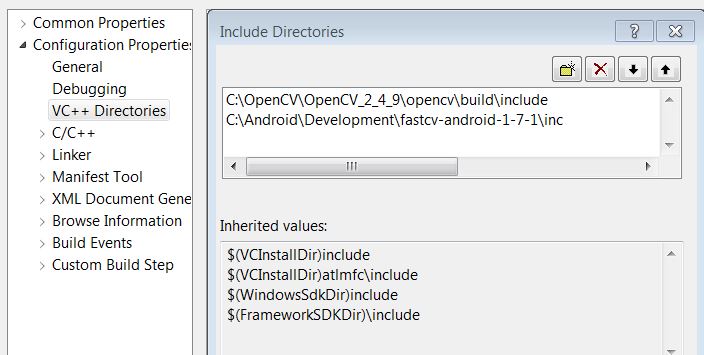 Common Properties
Configuration Propertie
General
Debugging
VC++ Directories
C/C++
Linker
Manifest Tool
XML Document Gene
Browse Information
Build Events
Custom Build Step
Include Directories
C:\OpenCV\OpenCV_2_4_9\opencv\build\include
C:\Android\Development\fastcv-android-1-7-1\inc
Inherited values:
$(VCInstallDir)include
$(VCInstallDir)atlmfc\include
$(WindowsSdkDir)include
$(FrameworkSDKDir)\include